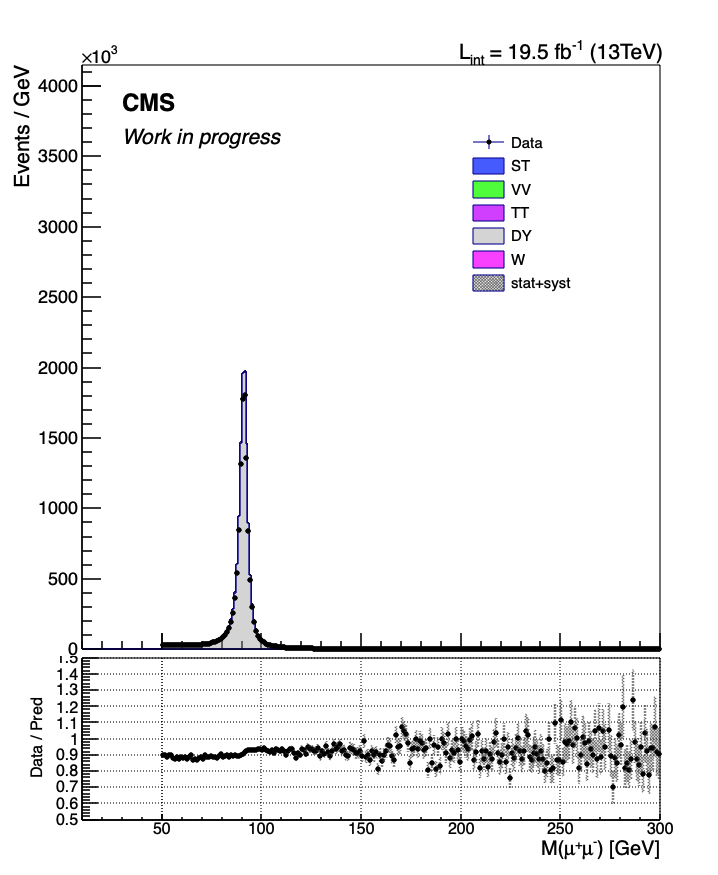 ×10³
L_int = 19.5 fb⁻¹ (13TeV)
Events / GeV
4000
3500
3000
2500
2000
1500
1000
500
0
CMS
Work in progress
Data
ST
VV
TT
DY
W
stat+syst
Data / Pred
1.5
1.4
1.3
1.2
1.1
1
0.9
0.8
0.7
0.6
0.5
50 100 150 200 250 300
M(μ⁺μ⁻) [GeV]